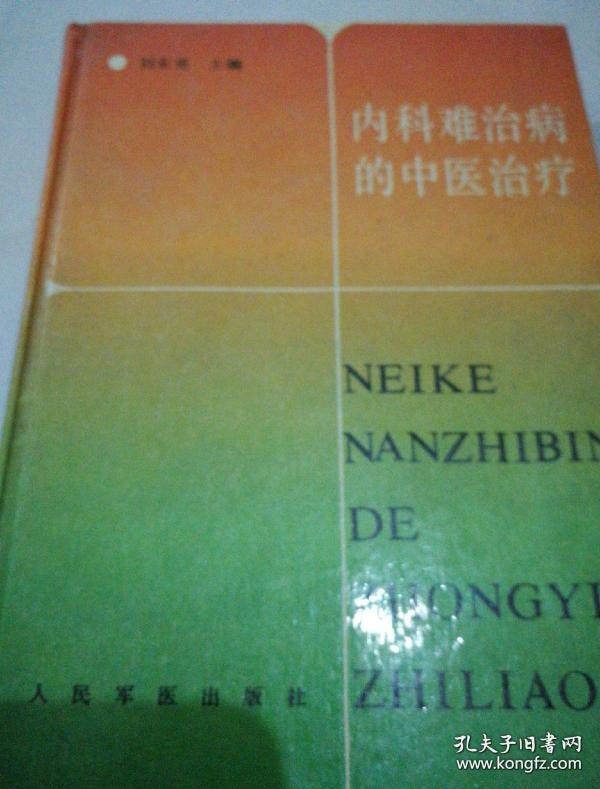 主编
内科难治病
的中医治疗
NEIKE
NANZHIBIN
DE
ZHONGYI
ZHILIAO
人民军医出版社
孔夫子旧书网
www.kongfz.com